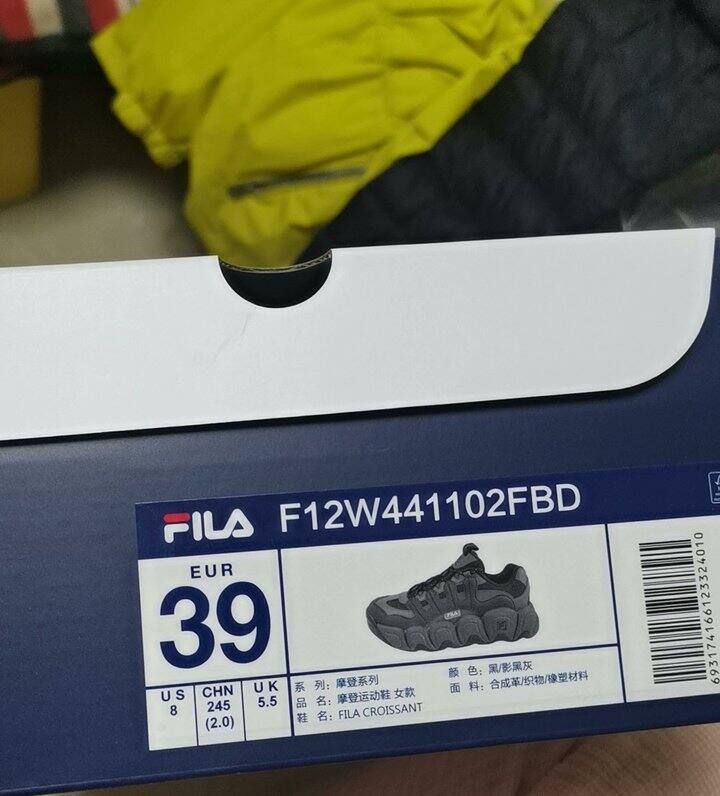 FILA F12W441102FBD
EUR
39
US
8
CHN
245
(2.0)
UK
5.5
系 列: 摩登系列
品 名: 摩登运动鞋 女款
鞋 名: FILA CROISSANT
颜 色: 黑/影黑灰
面 料: 合成革/织物/橡塑材料
693174166123324010